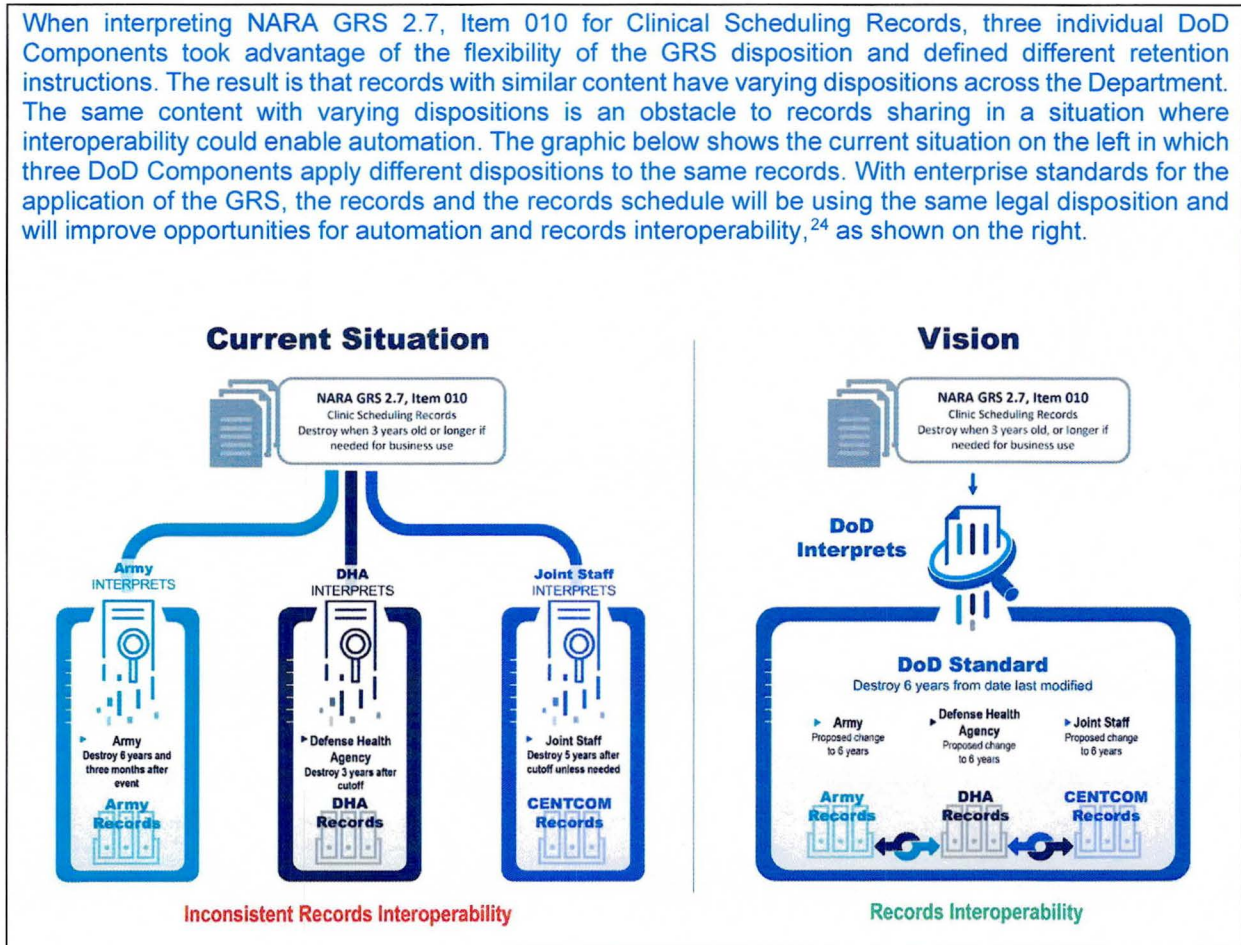 When interpreting NARA GRS 2.7, Item 010 for Clinical Scheduling Records, three individual DoD
Components took advantage of the flexibility of the GRS disposition and defined different retention
instructions. The result is that records with similar content have varying dispositions across the Department.
The same content with varying dispositions is an obstacle to records sharing in a situation where
interoperability could enable automation. The graphic below shows the current situation on the left in which
three DoD Components apply different dispositions to the same records. With enterprise standards for the
application of the GRS, the records and the records schedule will be using the same legal disposition and
will improve opportunities for automation and records interoperability,24 as shown on the right.
Current Situation
NARA GRS 2.7, Item 010
Clinic Scheduling Records
Destroy when 3 years old or longer if
needed for business use
Army
INTERPRETS
DHA
INTERPRETS
Joint Staff
INTERPRETS
Army
Destroy 6 years and
three months after
event
Army
Records
Defense Health
Agency
Destroy 3 years after
cutoff
DHA
Records
Joint Staff
Destroy 5 years after
cutoff unless needed
CENTCOM
Records
Inconsistent Records Interoperability
Vision
NARA GRS 2.7, Item 010
Clinic Scheduling Records
Destroy when 3 years old, or longer if
needed for business use
DoD
Interprets
DoD Standard
Destroy 6 years from date last modified
Army
Proposed change
to 6 years
Defense Health
Agency
Proposed change
to 6 years
Joint Staff
Proposed change
to 6 years
Army
Records
DHA
Records
CENTCOM
Records
Records Interoperability